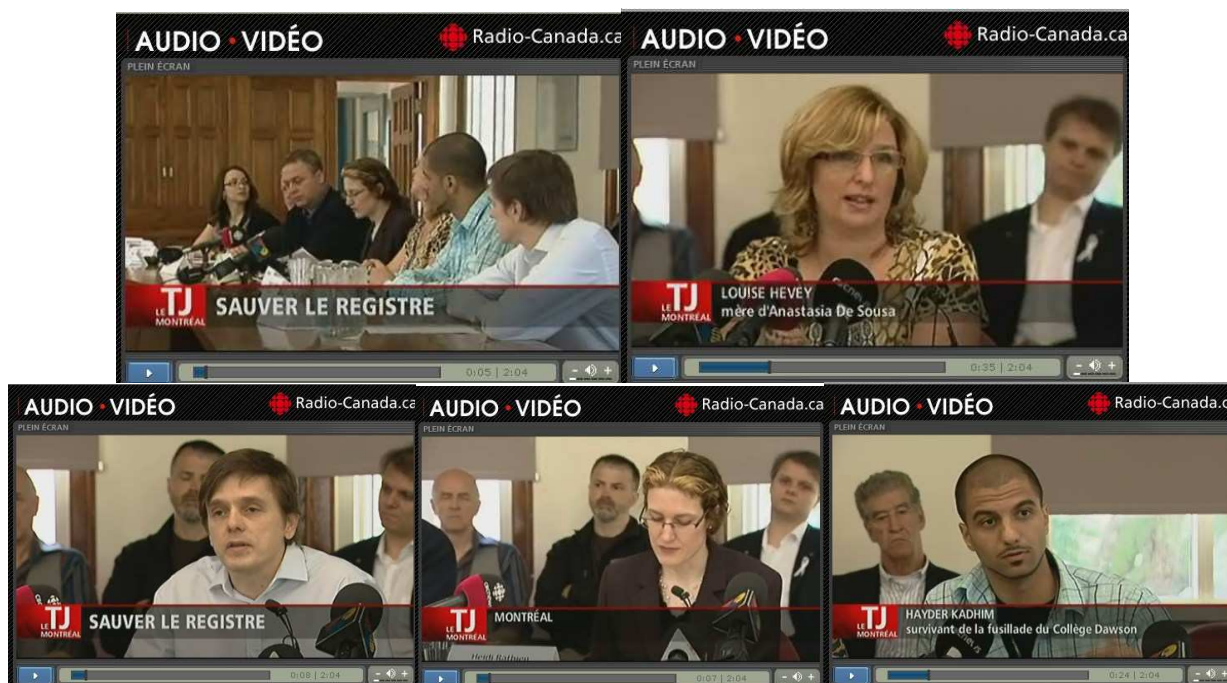 AUDIO • VIDÉO
Radio-Canada.ca
PLEIN ÉCRAN
LE TJ MONTRÉAL
SAUVER LE REGISTRE
0:05 | 2:04
AUDIO • VIDÉO
Radio-Canada.ca
PLEIN ÉCRAN
LE TJ MONTRÉAL
LOUISE HEVEY
mère d'Anastasia De Sousa
0:35 | 2:04
AUDIO • VIDÉO
Radio-Canada.ca
PLEIN ÉCRAN
LE TJ MONTRÉAL
SAUVER LE REGISTRE
0:08 | 2:04
AUDIO • VIDÉO
Radio-Canada.ca
PLEIN ÉCRAN
LE TJ MONTRÉAL
MONTRÉAL
Heidi Rathjen
0:07 | 2:04
AUDIO • VIDÉO
Radio-Canada.c
PLEIN ÉCRAN
LE TJ MONTRÉAL
HAYDER KADHIM
survivant de la fusillade du Collège Dawson
0:24 | 2:04